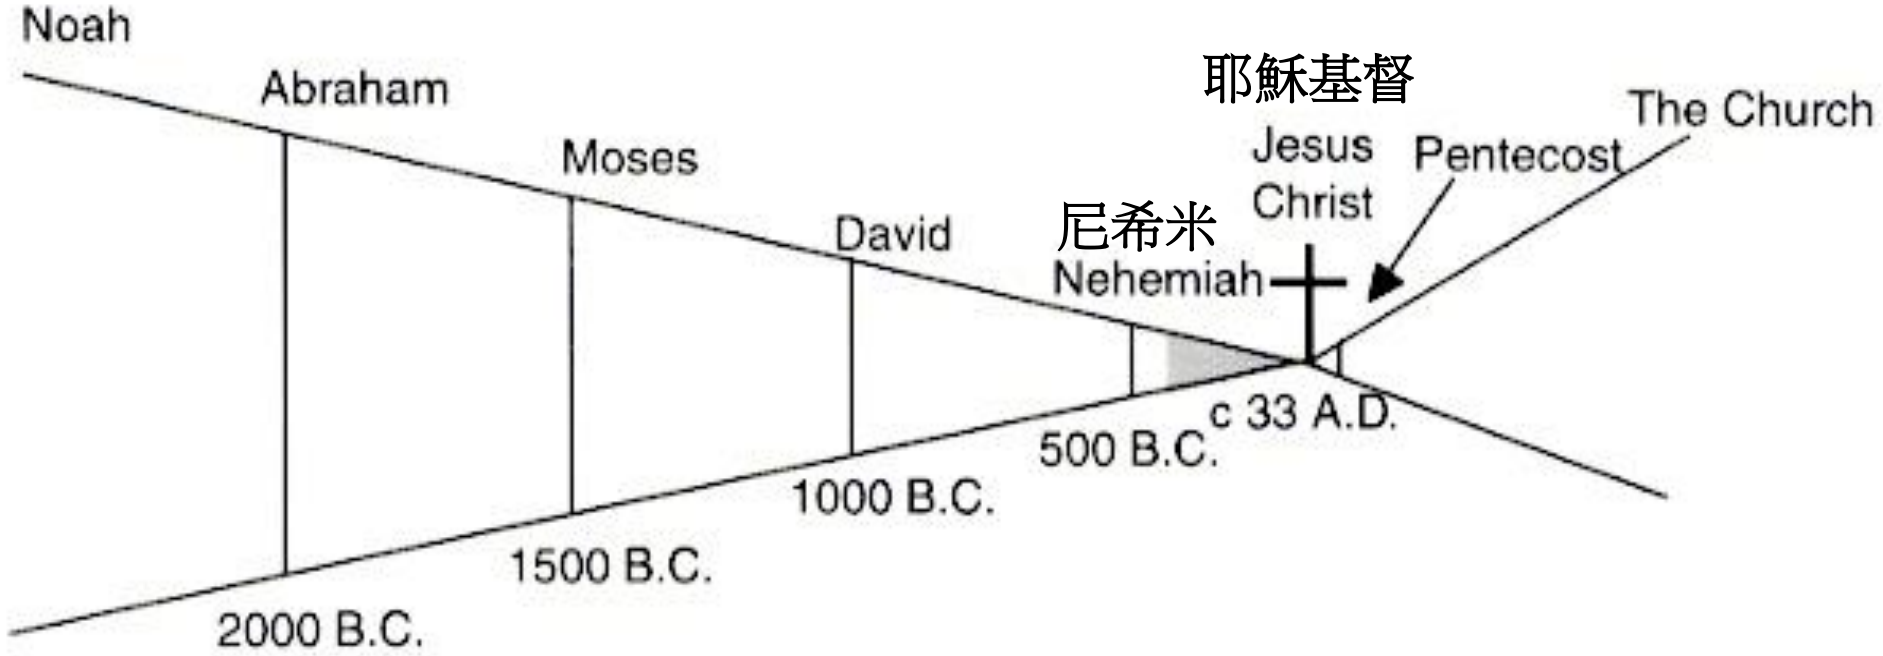 Noah
Abraham
Moses
David
尼希米
Nehemiah
耶穌基督
Jesus
Christ
Pentecost
The Church
2000 B.C.
1500 B.C.
1000 B.C.
500 B.C.
c 33 A.D.